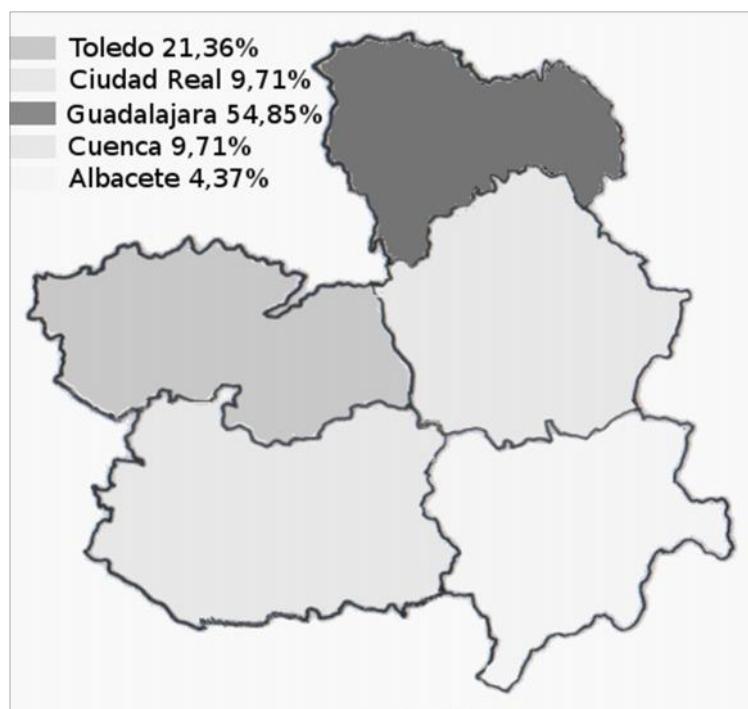 Toledo 21,36%
Ciudad Real 9,71%
Guadalajara 54,85%
Cuenca 9,71%
Albacete 4,37%